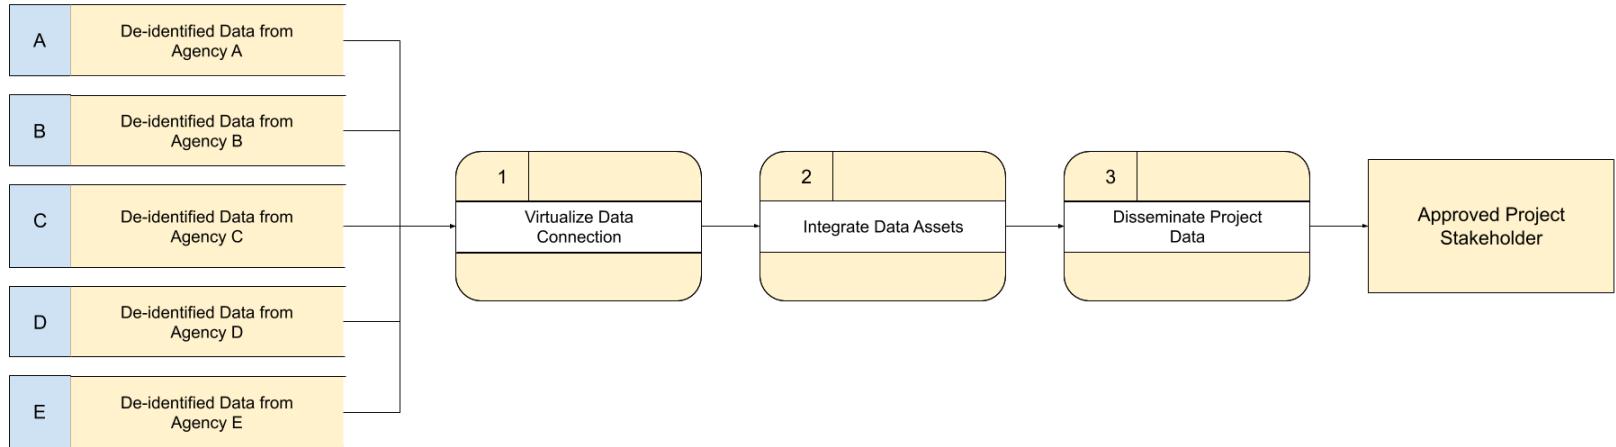 A
De-identified Data from
Agency A
B
De-identified Data from
Agency B
C
De-identified Data from
Agency C
D
De-identified Data from
Agency D
E
De-identified Data from
Agency E
1
Virtualize Data
Connection
2
Integrate Data Assets
3
Disseminate Project
Data
Approved Project
Stakeholder